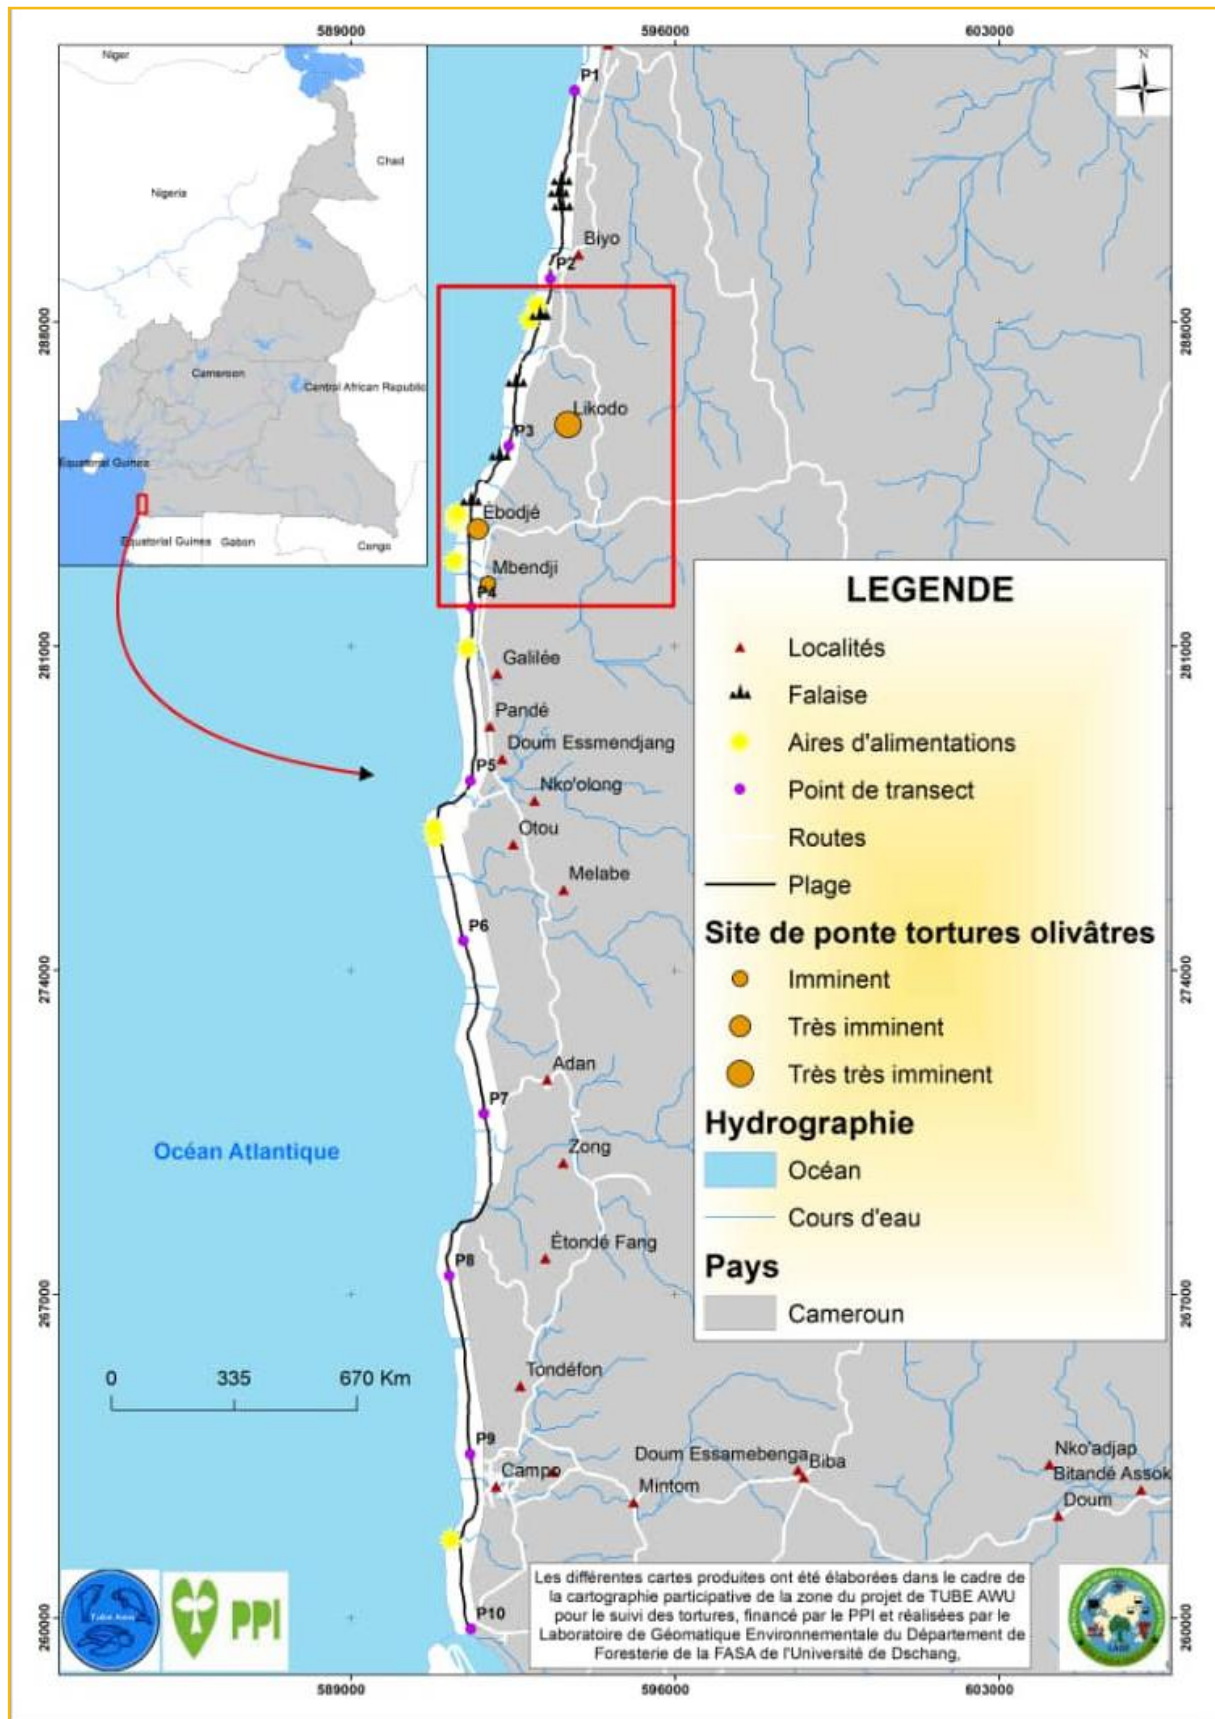 589000
596000
603000
Niger
Chad
Nigeria
Cameroon
Central African Republic
Equatorial Guinea
Equatorial Guinea
Gabon
Congo
N
P1
Biyo
P2
288000
288000
Likodo
P3
Èbodjé
Mbendji
P4
281000
281000
Galilée
Pandé
Doum Essmendjang
P5
Nko'olong
Otou
Melabe
P6
274000
274000
Adan
P7
Zong
Océan Atlantique
Étondé Fang
P8
267000
267000
0 335 670 Km
Tondéfon
P9
Campo
Doum Essamebenga
Biba
Mintom
Nko'adjap
Bitandé Assok
Doum
P10
260000
260000
LEGENDE
Localités
Falaise
Aires d'alimentations
Point de transect
Routes
Plage
Site de ponte tortures olivâtres
Imminent
Très imminent
Très très imminent
Hydrographie
Océan
Cours d'eau
Pays
Cameroun
Tube Awu
PPI
Les différentes cartes produites ont été élaborées dans le cadre de
la cartographie participative de la zone du projet de TUBE AWU
pour le suivi des tortures, financé par le PPI et réalisées par le
Laboratoire de Géomatique Environnementale du Département de
Foresterie de la FASA de l'Université de Dschang,
589000
596000
603000